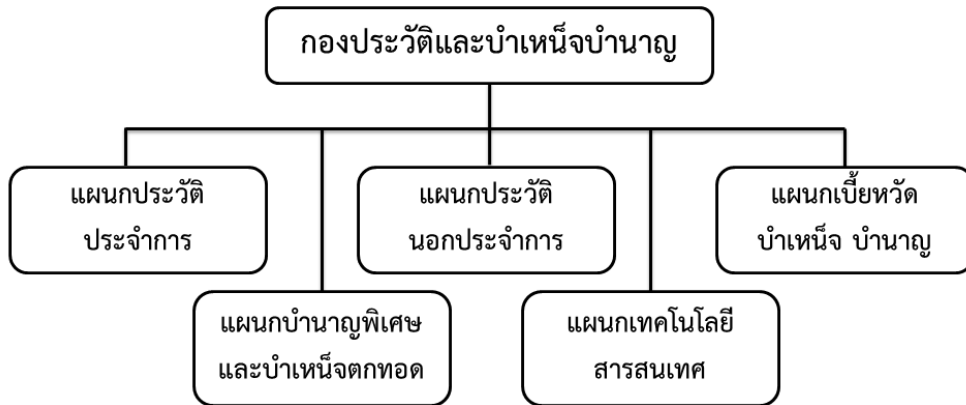 กองประวัติและบำเหน็จบำนาญ
แผนกประวัติ
ประจำการ
แผนกประวัติ
นอกประจำการ
แผนกเบี้ยหวัด
บำเหน็จ บำนาญ
แผนกบำนาญพิเศษ
และบำเหน็จตกทอด
แผนกเทคโนโลยี
สารสนเทศ